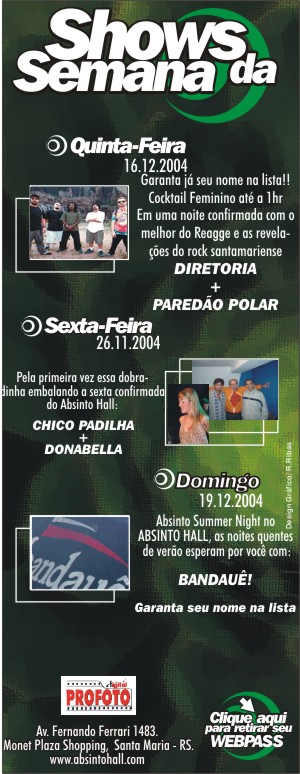 Shows
Semana da
Quinta-Feira
16.12.2004
Garanta já seu nome na lista!!
Cocktail Feminino até a 1hr
Em uma noite confirmada com o
melhor do Reagge e as revela-
ções do rock santamariense
DIRETORIA
+
PAREDÃO POLAR
Sexta-Feira
26.11.2004
Pela primeira vez essa dobra-
dinha embalando a sexta confirmada
do Absinto Hall:
CHICO PADILHA
+
DONABELLA
Domingo
19.12.2004
Absinto Summer Night no
ABSINTO HALL, as noites quentes
de verão esperam por você com:
BANDAUÊ!
Garanta seu nome na lista
Design Gráfico/ R.Ribas
andauê
digital
PROFOTO
Av. Fernando Ferrari 1483.
Monet Plaza Shopping, Santa Maria - RS.
www.absintohall.com
Clique aqui
para retirar seu
WEBPASS